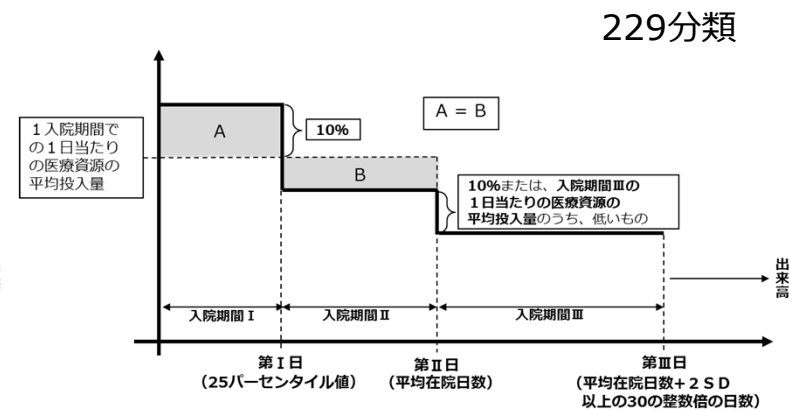 229分類
A = B
1入院期間で
の1日当たり
の医療資源の
平均投入量
A
10%
B
10%または、入院期間Ⅲの
1日当たりの医療資源の
平均投入量のうち、低いもの
出来高
入院期間Ⅰ
入院期間Ⅱ
入院期間Ⅲ
第Ⅰ日
(25パーセンタイル値)
第Ⅱ日
(平均在院日数)
第Ⅲ日
(平均在院日数+2SD
以上の30の整数倍の日数)